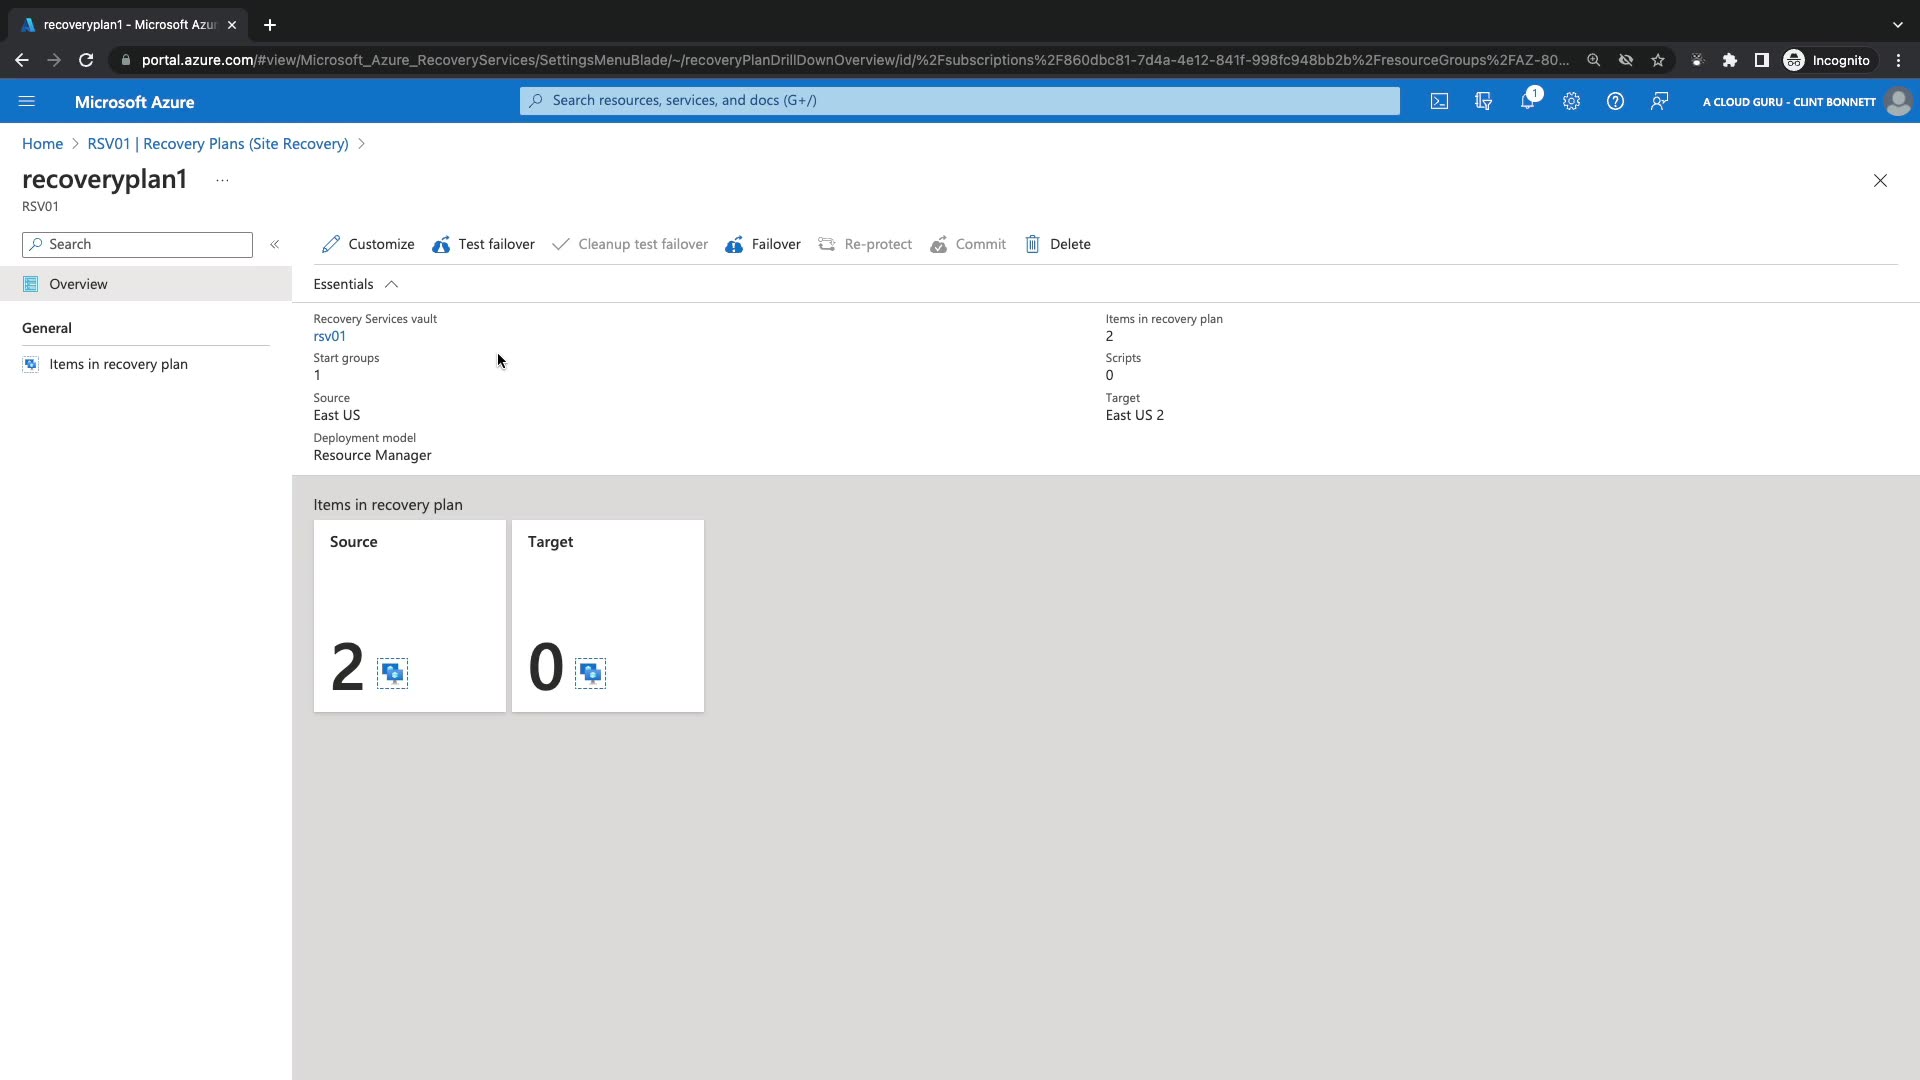 recoveryplan1 - Microsoft Azur
portal.azure.com/#view/Microsoft_Azure_RecoveryServices/SettingsMenuBlade/~/recoveryPlanDrillDownOverview/id/%2Fsubscriptions%2F860dbc81-7d4a-4e12-841f-998fc948bb2b%2FresourceGroups%2FAZ-80... Incognito
Microsoft Azure Search resources, services, and docs (G+/) 1 A CLOUD GURU - CLINT BONNETT
Home > RSV01 | Recovery Plans (Site Recovery) >
recoveryplan1 ...
RSV01
Search « Customize Test failover Cleanup test failover Failover Re-protect Commit Delete
Overview
General
Items in recovery plan
Essentials
Recovery Services vault
rsv01
Start groups
1
Source
East US
Deployment model
Resource Manager
Items in recovery plan
2
Scripts
0
Target
East US 2
Items in recovery plan
Source
2
Target
0